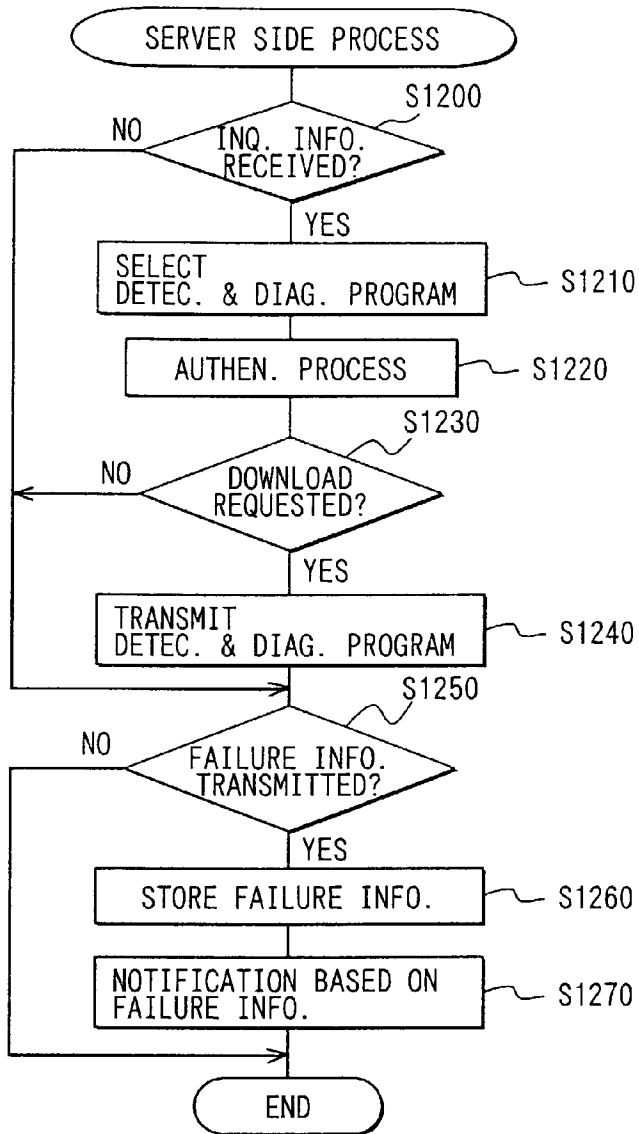 SERVER SIDE PROCESS
S1200
NO
INQ. INFO.
RECEIVED?
YES
SELECT
DETEC. & DIAG. PROGRAM
S1210
AUTHEN. PROCESS
S1220
S1230
NO
DOWNLOAD
REQUESTED?
YES
TRANSMIT
DETEC. & DIAG. PROGRAM
S1240
S1250
NO
FAILURE INFO.
TRANSMITTED?
YES
STORE FAILURE INFO.
S1260
NOTIFICATION BASED ON
FAILURE INFO.
S1270
END